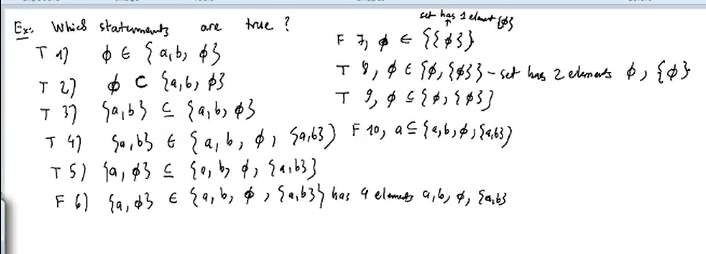 Ex: Which statements are true?
T 1) ϕ ∈ {a,b, ϕ}
T 2) ϕ ⊂ {a,b, ϕ}
T 3) {a,b} ⊆ {a,b, ϕ}
T 4) {a,b} ∈ {a, b, ϕ, {a,b}}
T 5) {a, ϕ} ⊆ {a, b, ϕ, {a,b}}
F 6) {a, ϕ} ∈ {a, b, ϕ, {a,b}} has 4 elements a,b, ϕ, {a,b}
set has 1 element {ϕ}
F 7, ϕ ∈ {{ϕ}}
T 8, ϕ ∈ {ϕ, {ϕ}} - set has 2 elements ϕ, {ϕ}
T 9, ϕ ⊆ {ϕ, {ϕ}}
F 10, a ⊆ {a,b, ϕ, {a,b}}